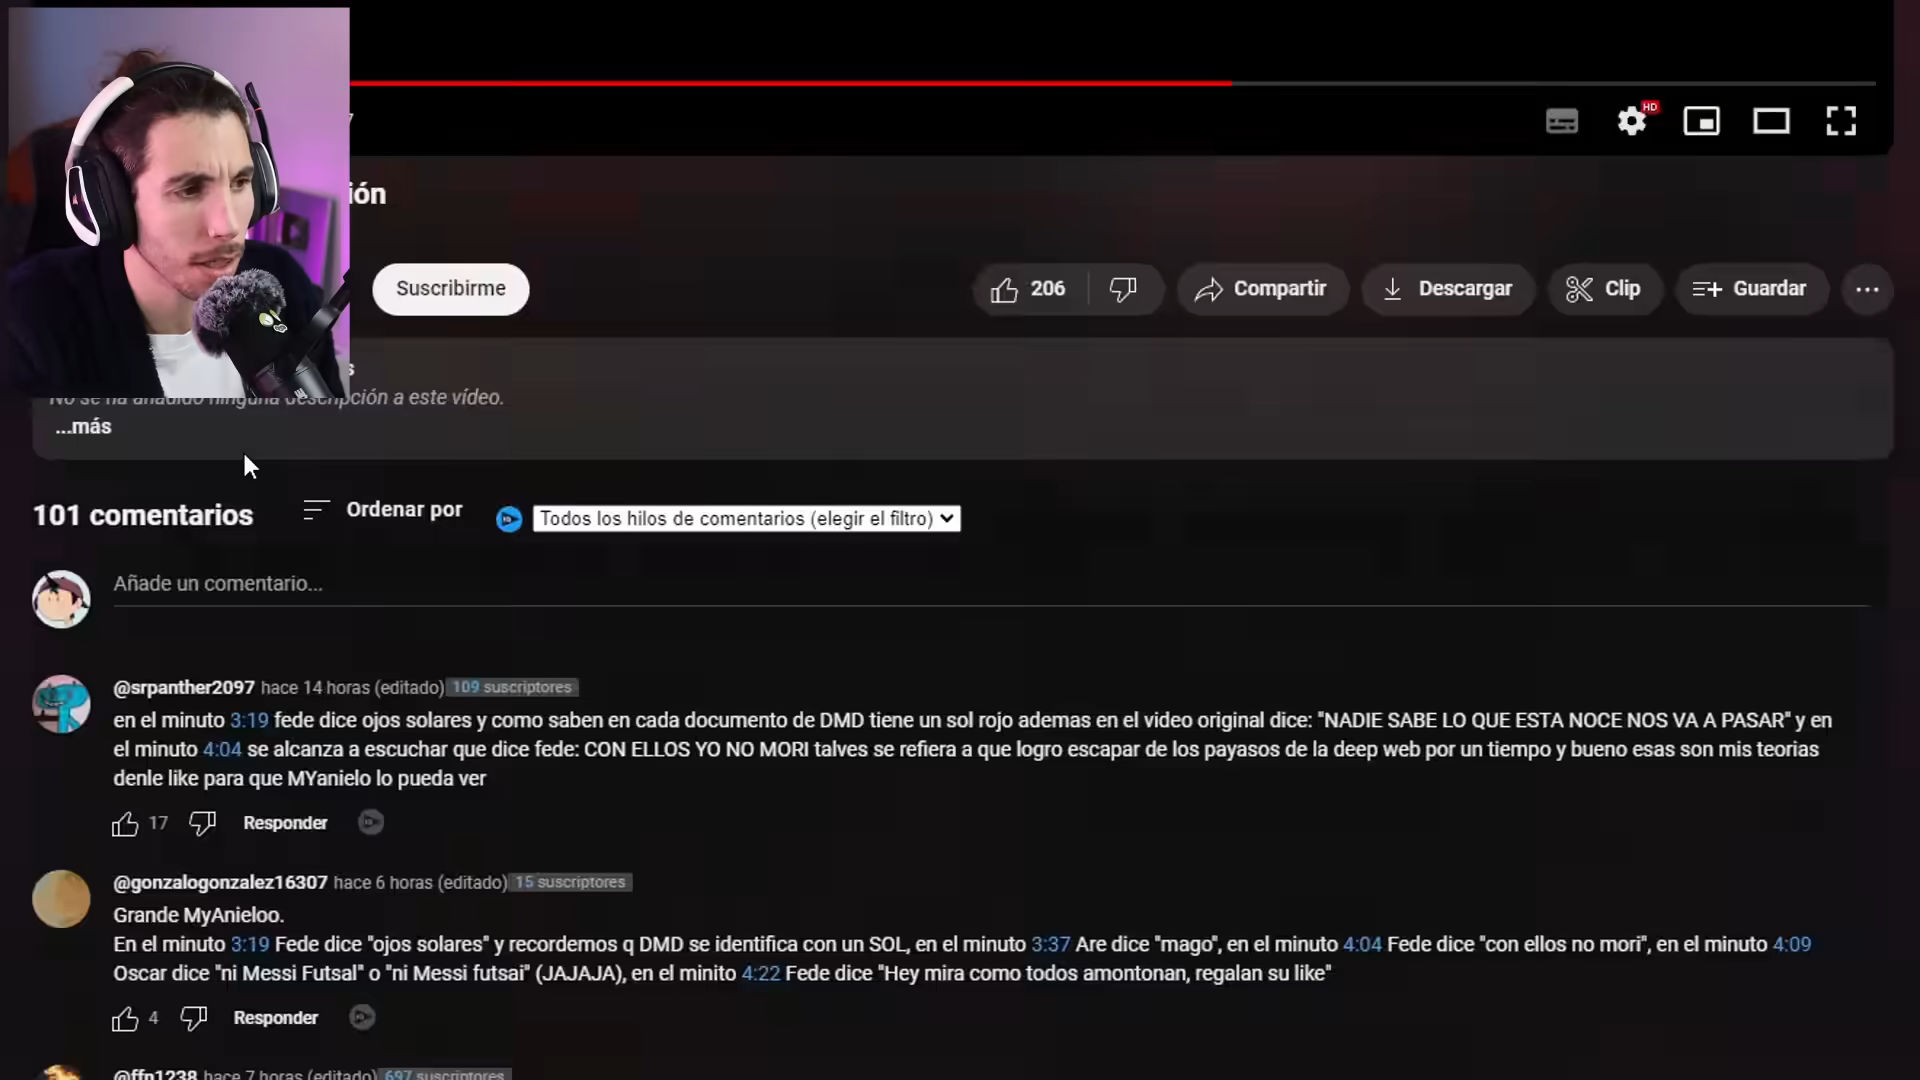 HD
ión
Suscribirme
206
Compartir
Descargar
Clip
Guardar
s
No se ha añadido ninguna descripción a este vídeo.
...más
101 comentarios
Ordenar por
Todos los hilos de comentarios (elegir el filtro)
Añade un comentario...
@srpanther2097 hace 14 horas (editado) 109 suscriptores
en el minuto 3:19 fede dice ojos solares y como saben en cada documento de DMD tiene un sol rojo ademas en el video original dice: "NADIE SABE LO QUE ESTA NOCE NOS VA A PASAR" y en
el minuto 4:04 se alcanza a escuchar que dice fede: CON ELLOS YO NO MORI talves se refiera a que logro escapar de los payasos de la deep web por un tiempo y bueno esas son mis teorias
denle like para que MYanielo lo pueda ver
17
Responder
@gonzalogonzalez16307 hace 6 horas (editado) 15 suscriptores
Grande MyAnieloo.
En el minuto 3:19 Fede dice "ojos solares" y recordemos q DMD se identifica con un SOL, en el minuto 3:37 Are dice "mago", en el minuto 4:04 Fede dice "con ellos no mori", en el minuto 4:09
Oscar dice "ni Messi Futsal" o "ni Messi futsai" (JAJAJA), en el minito 4:22 Fede dice "Hey mira como todos amontonan, regalan su like"
4
Responder
@ffn1238 hace 7 horas (editado) 697 suscriptores